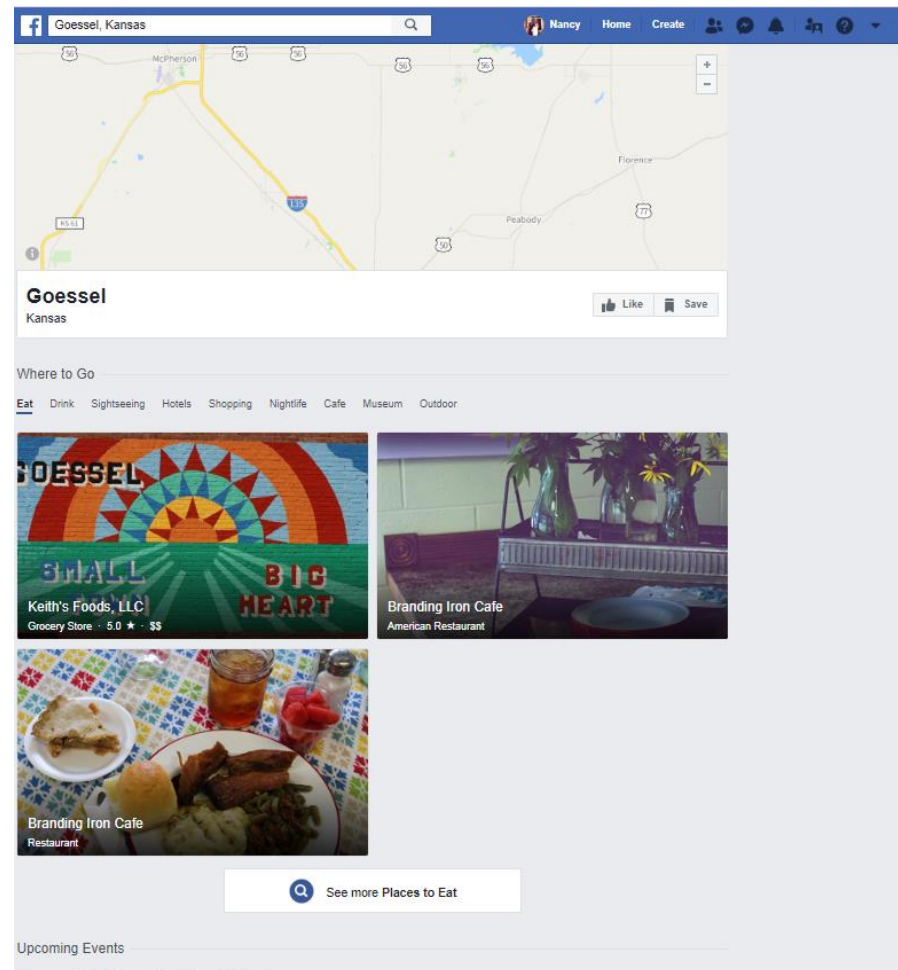 f Goessel, Kansas Nancy Home Create
56 McPherson 56 56 56 56
+
-
Florence
135
KS-61 Peabody 77
50
Goessel
Kansas
Like Save
Where to Go
Eat Drink Sightseeing Hotels Shopping Nightlife Cafe Museum Outdoor
GOESSEL
SMALL BIG
TOWN HEART
Keith's Foods, LLC
Grocery Store · 5.0 ★ · $$
Branding Iron Cafe
American Restaurant
Branding Iron Cafe
Restaurant
See more Places to Eat
Upcoming Events